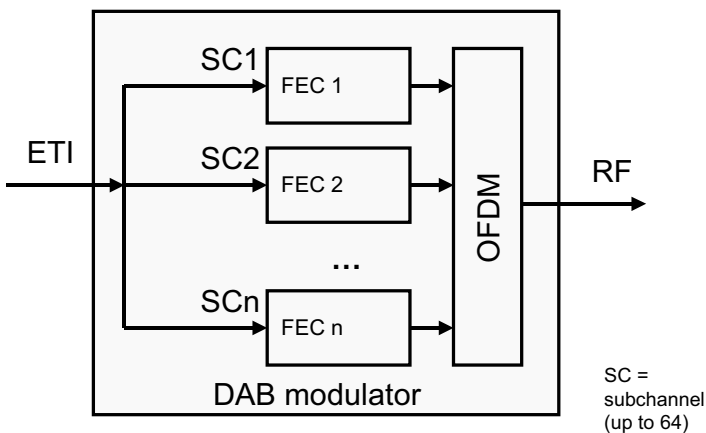 SC1
FEC 1
ETI
SC2
FEC 2
RF
OFDM
...
SCn
FEC n
DAB modulator
SC =
subchannel
(up to 64)